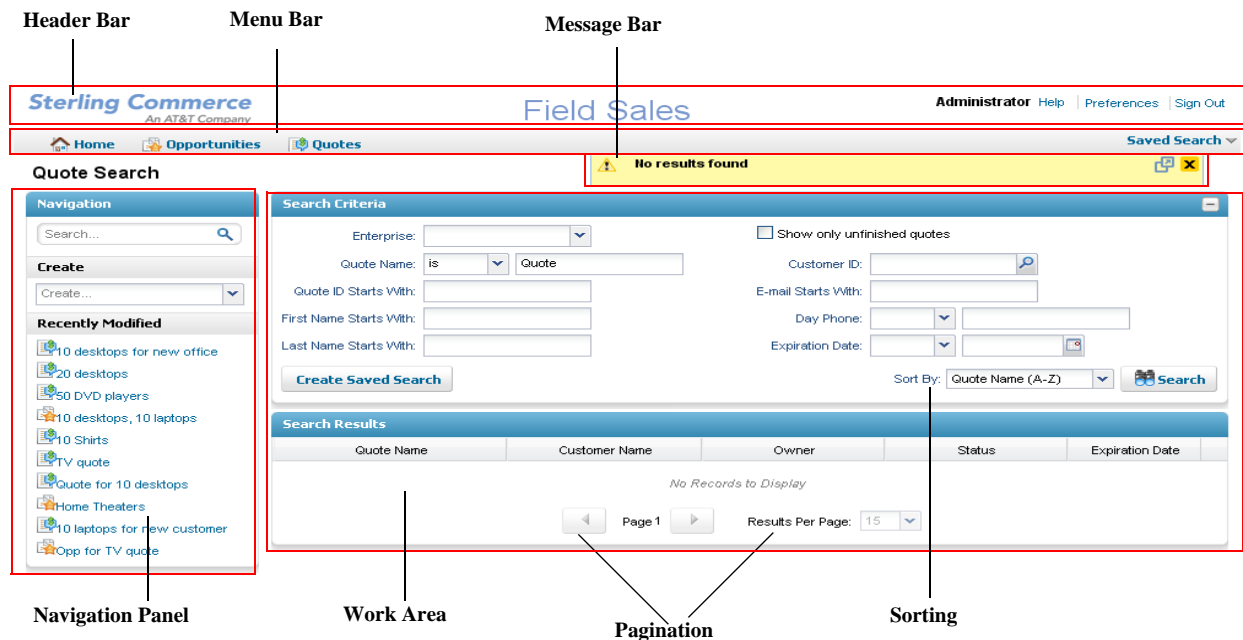 Header Bar
Menu Bar
Message Bar
Sterling Commerce
An AT&T Company
Field Sales
Administrator Help Preferences Sign Out
Home Opportunities Quotes
Saved Search
Quote Search
No results found
Navigation
Search...
Create
Create...
Recently Modified
10 desktops for new office
20 desktops
50 DVD players
10 desktops, 10 laptops
10 Shirts
TV quote
Quote for 10 desktops
Home Theaters
10 laptops for new customer
Opp for TV quote
Search Criteria
Enterprise:
Show only unfinished quotes
Quote Name: is Quote
Customer ID:
Quote ID Starts With:
E-mail Starts With:
First Name Starts With:
Day Phone:
Last Name Starts With:
Expiration Date:
Create Saved Search
Sort By: Quote Name (A-Z)
Search
Search Results
Quote Name Customer Name Owner Status Expiration Date
No Records to Display
Page 1
Results Per Page: 15
Navigation Panel
Work Area
Pagination
Sorting